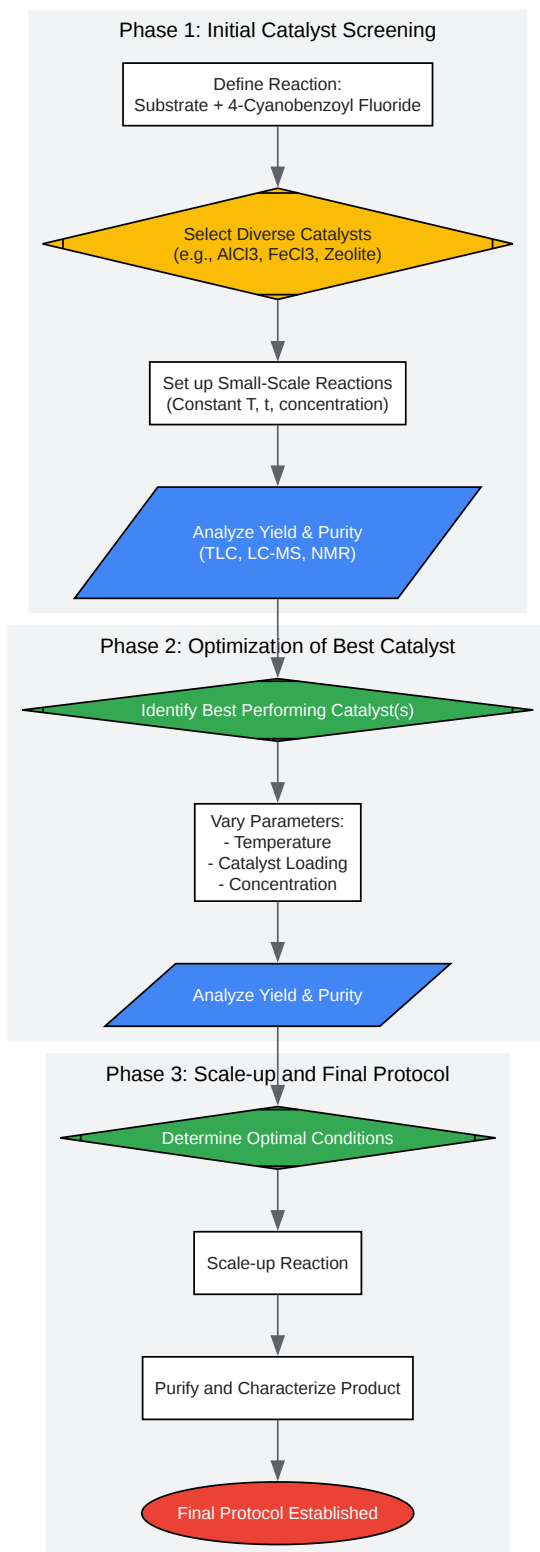 Phase 1: Initial Catalyst Screening
Define Reaction:
Substrate + 4-Cyanobenzoyl Fluoride
Select Diverse Catalysts
(e.g., AlCl3, FeCl3, Zeolite)
Set up Small-Scale Reactions
(Constant T, t, concentration)
Analyze Yield & Purity
(TLC, LC-MS, NMR)
Phase 2: Optimization of Best Catalyst
Identify Best Performing Catalyst(s)
Vary Parameters:
- Temperature
- Catalyst Loading
- Concentration
Analyze Yield & Purity
Phase 3: Scale-up and Final Protocol
Determine Optimal Conditions
Scale-up Reaction
Purify and Characterize Product
Final Protocol Established